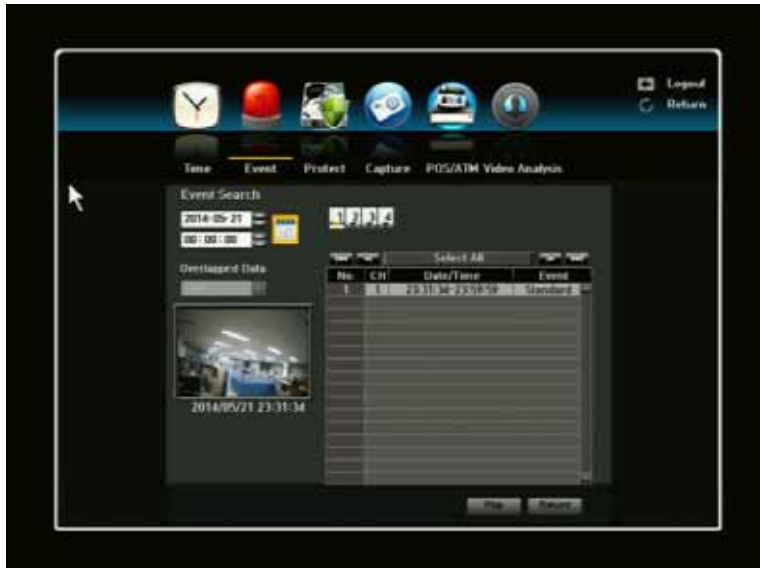 Logout
Return
Time Event Protect Capture POS/ATM Video Analysis
Event Search
2014-05-21
00:00:00
1 2 3 4
Overlapped Data
Select All
No. CH Date/Time Event
1 1 23:31:34-23:59:59 Standard
2014/05/21 23:31:34
Play Return